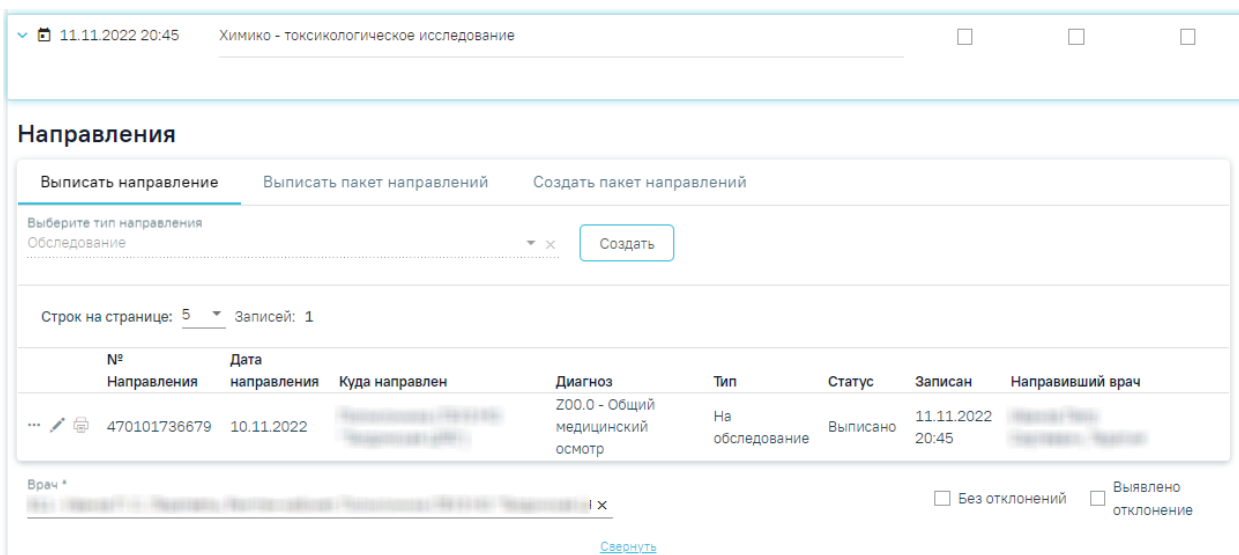 11.11.2022 20:45 Химико - токсикологическое исследование
Направления
Выписать направление Выписать пакет направлений Создать пакет направлений
Выберите тип направления
Обследование
Создать
Строк на странице: 5 Записей: 1
№ Направления Дата направления Куда направлен Диагноз Тип Статус Записан Направивший врач
470101736679 10.11.2022 Z00.0 - Общий медицинский осмотр На обследование Выписано 11.11.2022 20:45
Врач *
Без отклонений Выявлено отклонение
Свернуть